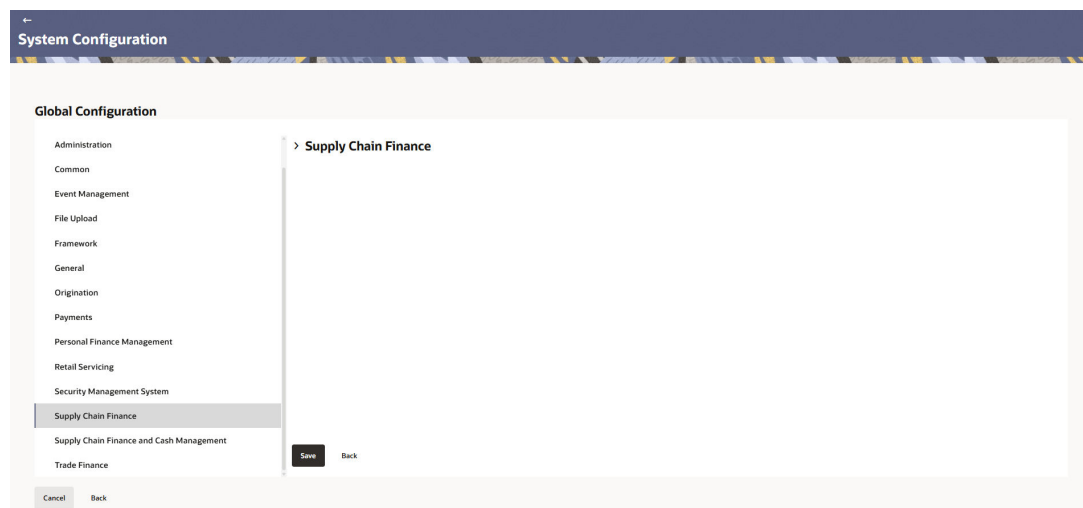 ←
System Configuration
Global Configuration
Administration
Common
Event Management
File Upload
Framework
General
Origination
Payments
Personal Finance Management
Retail Servicing
Security Management System
Supply Chain Finance
Supply Chain Finance and Cash Management
Trade Finance
> Supply Chain Finance
Save Back
Cancel Back